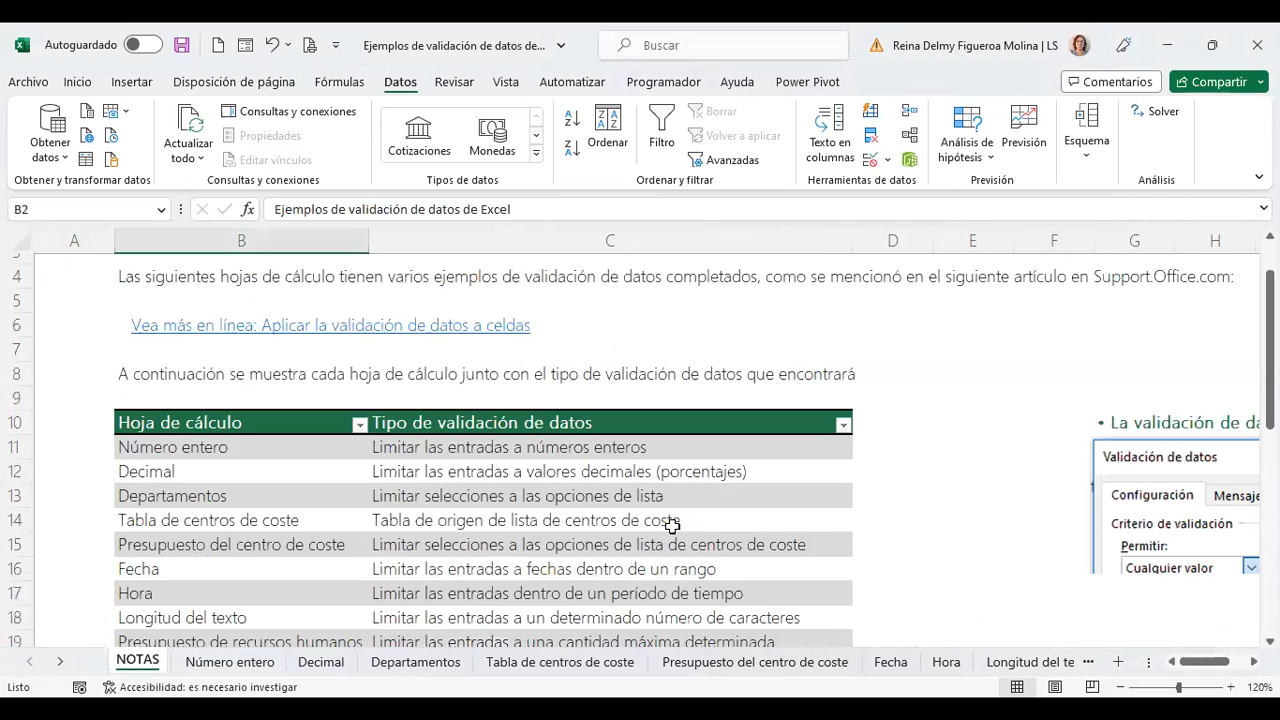 Autoguardado
Ejemplos de validación de datos de...
Buscar
Reina Delmy Figueroa Molina | LS
Archivo Inicio Insertar Disposición de página Fórmulas Datos Revisar Vista Automatizar Programador Ayuda Power Pivot
Comentarios
Compartir
Obtener datos
Obtener y transformar datos
Actualizar todo
Consultas y conexiones
Propiedades
Editar vínculos
Consultas y conexiones
Cotizaciones
Monedas
Tipos de datos
Ordenar
Filtro
Borrar
Volver a aplicar
Avanzadas
Ordenar y filtrar
Texto en columnas
Herramientas de datos
Análisis de hipótesis
Previsión
Previsión
Esquema
Solver
Análisis
B2
fx
Ejemplos de validación de datos de Excel
A B C D E F G H
4 Las siguientes hojas de cálculo tienen varios ejemplos de validación de datos completados, como se mencionó en el siguiente artículo en Support.Office.com:
5
6 Vea más en línea: Aplicar la validación de datos a celdas
7
8 A continuación se muestra cada hoja de cálculo junto con el tipo de validación de datos que encontrará
9
10 Hoja de cálculo Tipo de validación de datos
11 Número entero Limitar las entradas a números enteros
12 Decimal Limitar las entradas a valores decimales (porcentajes)
13 Departamentos Limitar selecciones a las opciones de lista
14 Tabla de centros de coste Tabla de origen de lista de centros de coste
15 Presupuesto del centro de coste Limitar selecciones a las opciones de lista de centros de coste
16 Fecha Limitar las entradas a fechas dentro de un rango
17 Hora Limitar las entradas dentro de un período de tiempo
18 Longitud del texto Limitar las entradas a un determinado número de caracteres
19 Presupuesto de recursos humanos Limitar las entradas a una cantidad máxima determinada
• La validación de da
Validación de datos
Configuración Mensaje
Criterio de validación
Permitir:
Cualquier valor
NOTAS Número entero Decimal Departamentos Tabla de centros de coste Presupuesto del centro de coste Fecha Hora Longitud del te ...
Listo
Accesibilidad: es necesario investigar
120%